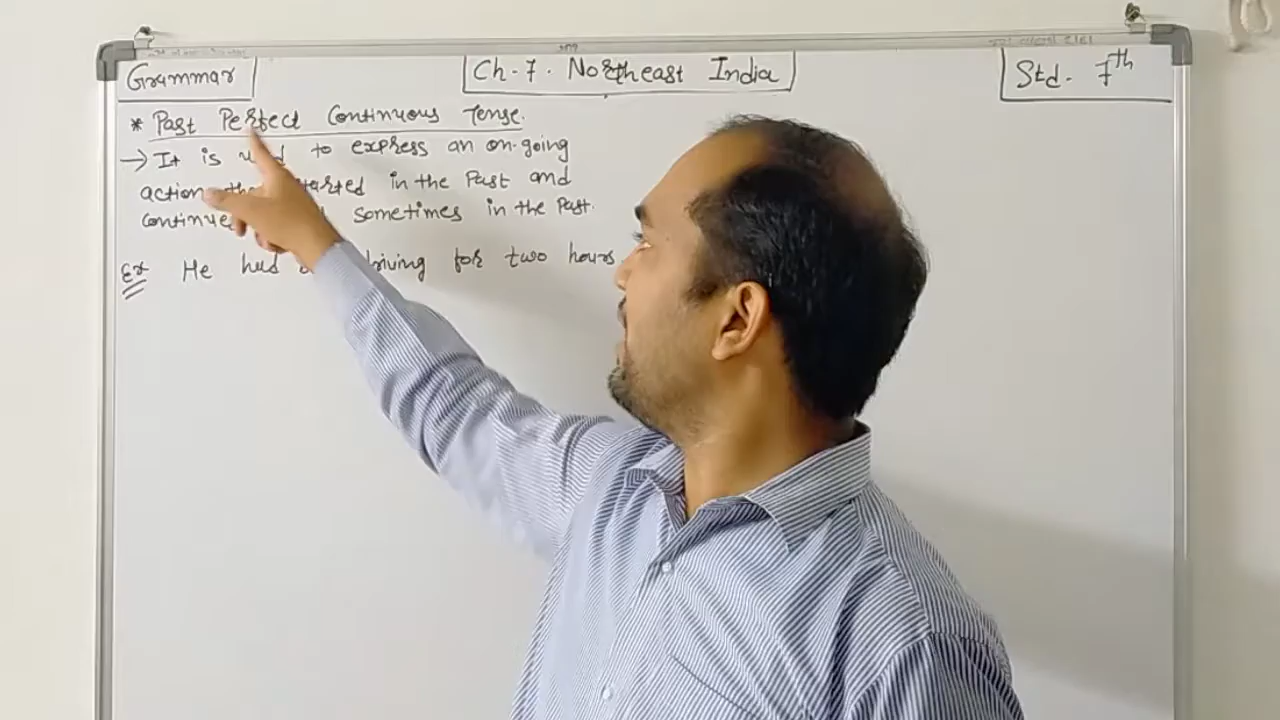 Grammar
Ch-7. Northeast India
Std. 7th
* Past Perfect Continuous Tense.
→ It is to express an on-going
action started in the Past and
sometimes in the Past.
Ex He had driving for two hours